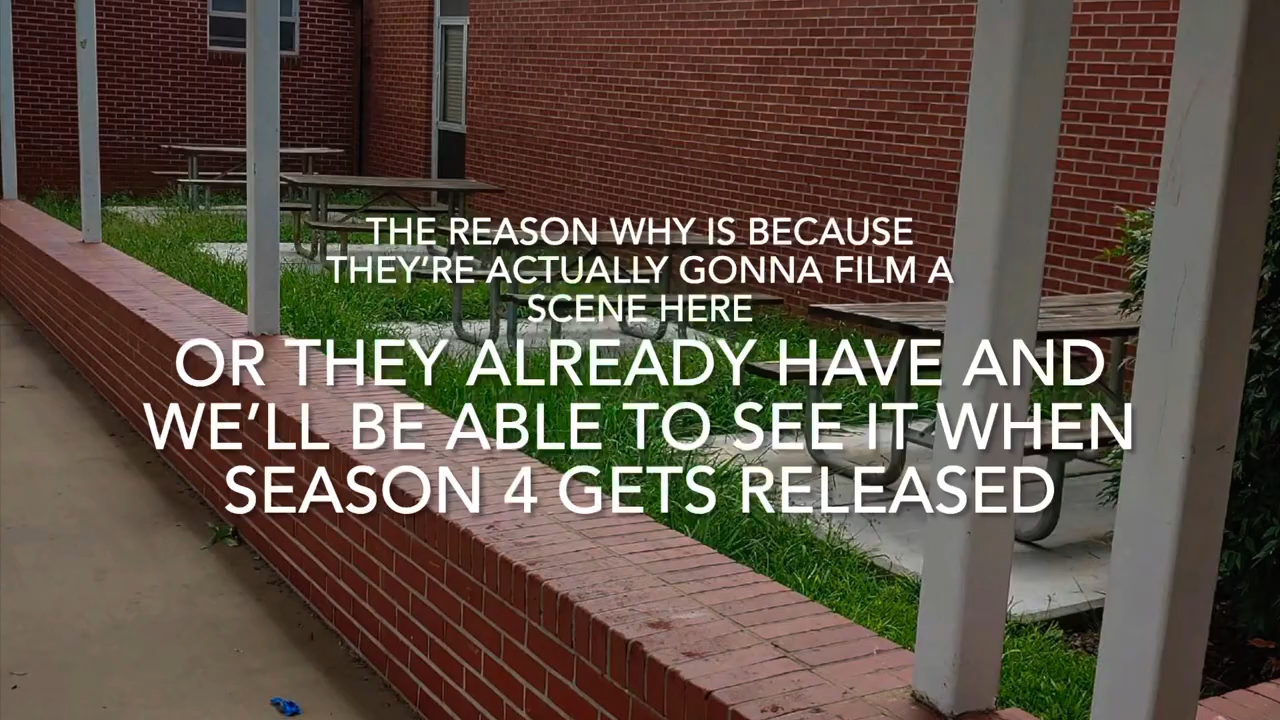 THE REASON WHY IS BECAUSE
THEY'RE ACTUALLY GONNA FILM A
SCENE HERE
OR THEY ALREADY HAVE AND
WE'LL BE ABLE TO SEE IT WHEN
SEASON 4 GETS RELEASED